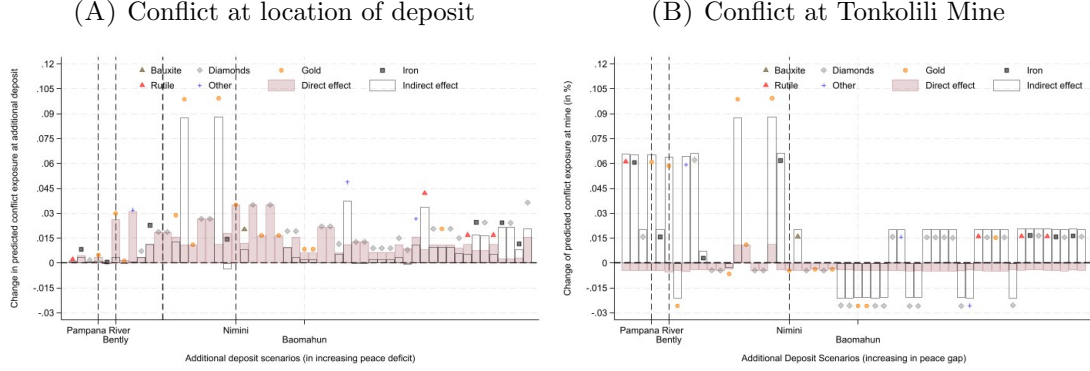 (A) Conflict at location of deposit
Change in predicted conflict exposure at additional deposit
.12
.105
.09
.075
.06
.045
.03
.015
0
-.015
-.03
Bauxite Diamonds Gold Iron
Rutile Other Direct effect Indirect effect
Pampana River Nimini
Bently Baomahun
Additional deposit scenarios (in increasing peace deficit)
(B) Conflict at Tonkolili Mine
Change of predicted conflict exposure at mine (in %)
.12
.105
.09
.075
.06
.045
.03
.015
0
-.015
-.03
Bauxite Diamonds Gold Iron
Rutile Other Direct effect Indirect effect
Pampana River Nimini
Bently Baomahun
Additional Deposit Scenarios (increasing in peace gap)